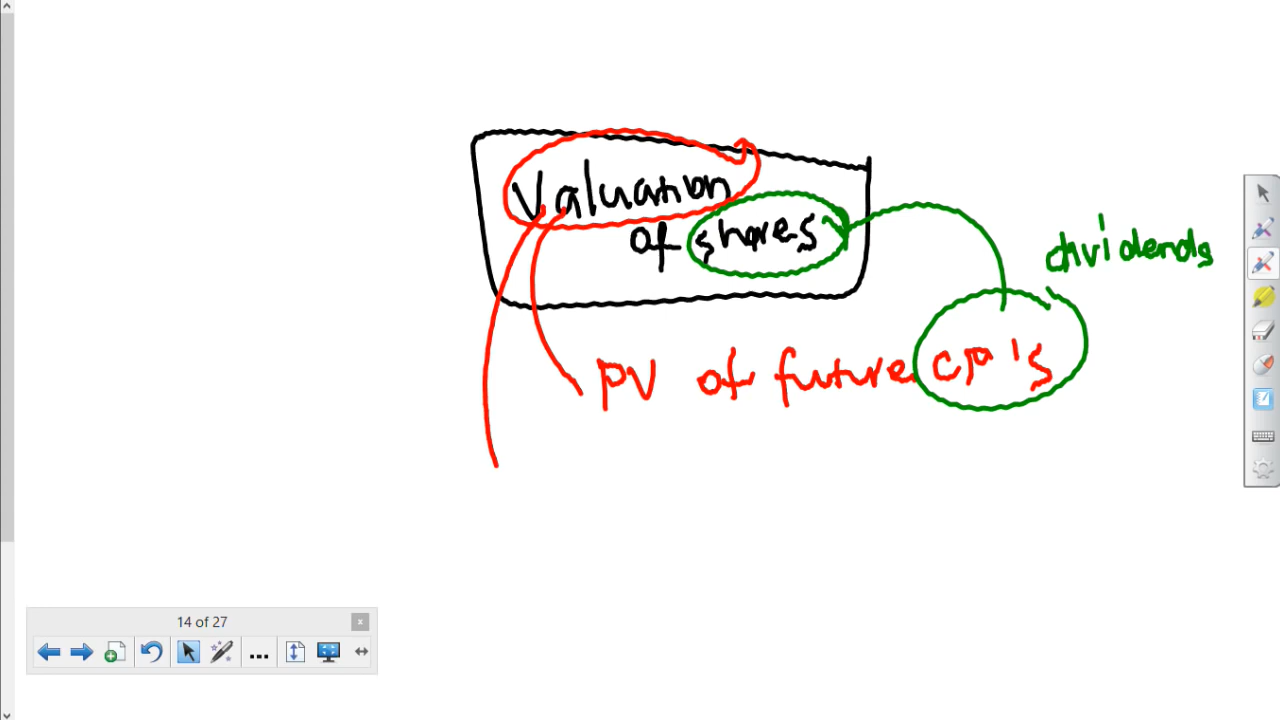 Valuation
of shares
dividends
PV of future CF's
14 of 27